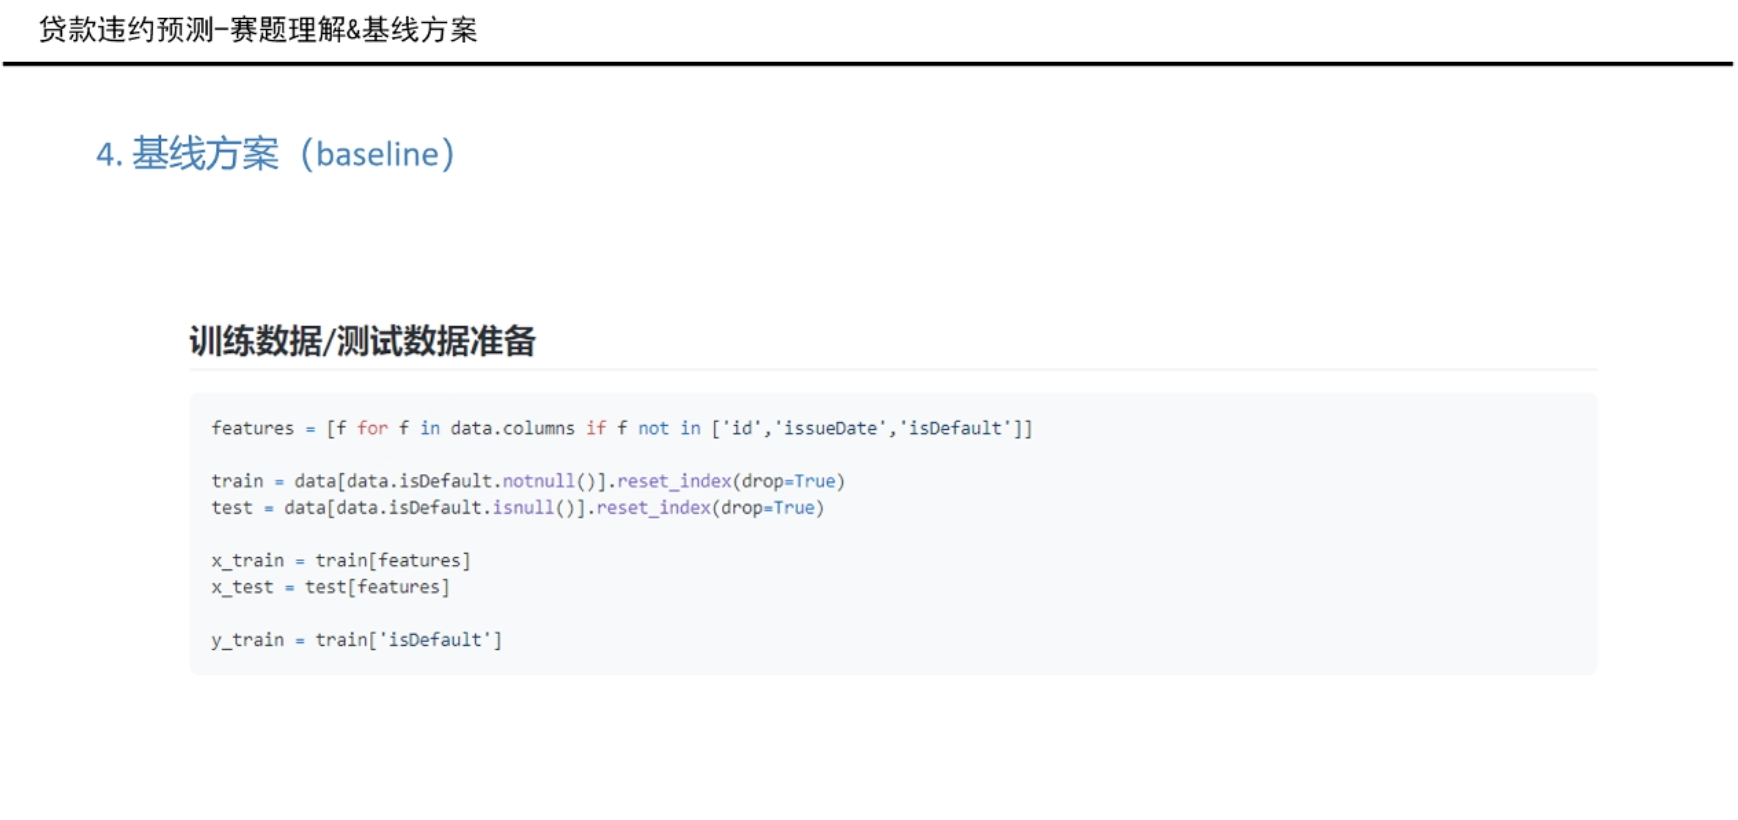 贷款违约预测-赛题理解&基线方案
4. 基线方案（baseline）
训练数据/测试数据准备
features = [f for f in data.columns if f not in ['id','issueDate','isDefault']]
train = data[data.isDefault.notnull()].reset_index(drop=True)
test = data[data.isDefault.isnull()].reset_index(drop=True)
x_train = train[features]
x_test = test[features]
y_train = train['isDefault']